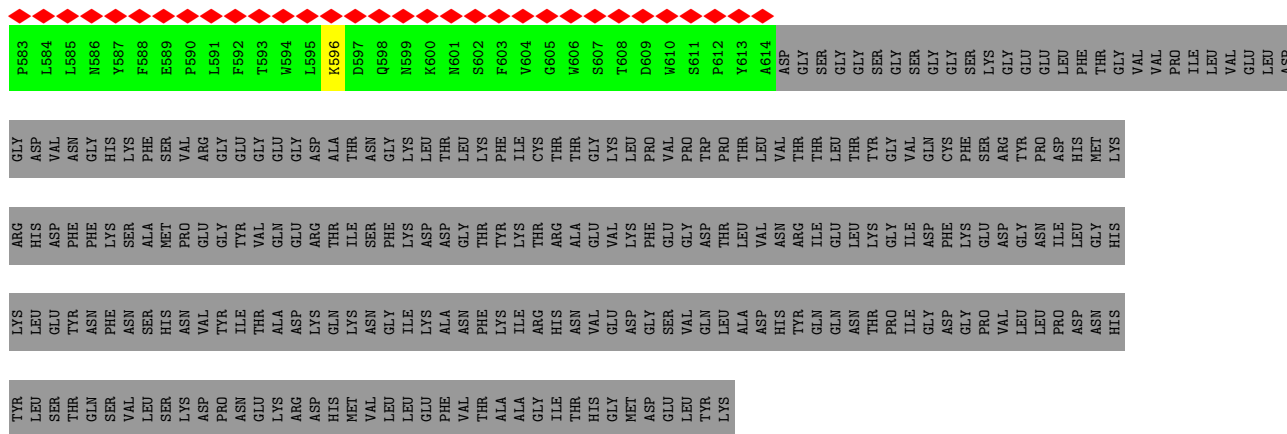 P583 L584 L585 N586 Y587 F588 E589 P590 L591 F592 T593 W594 L595 K596 D597 Q598 N599 K600 N601 S602 F603 V604 G605 W606 S607 T608 D609 W610 S611 P612 Y613 A614 ASP GLY SER GLY GLY SER GLY SER GLY GLY SER LYS GLY GLU GLU LEU PHE THR GLY VAL VAL PRO ILE LEU VAL GLU LEU ASP
GLY ASP VAL ASN GLY HIS LYS PHE SER VAL ARG GLY GLU GLY GLU GLY ASP ALA THR ASN GLY LYS LEU THR LEU LYS PHE ILE CYS THR THR GLY LYS LEU PRO VAL PRO TRP PRO THR LEU VAL THR THR LEU THR TYR GLY VAL GLN CYS PHE SER ARG TYR PRO ASP HIS MET LYS
ARG HIS ASP PHE PHE LYS SER ALA MET PRO GLU GLY TYR VAL GLN GLU ARG THR ILE SER PHE LYS ASP ASP GLY THR TYR LYS THR ARG ALA GLU VAL LYS PHE GLU GLY ASP THR LEU VAL ASN ARG ILE GLU LEU LYS GLY ILE ASP PHE LYS GLU ASP GLY ASN ILE LEU GLY HIS
LYS LEU GLU TYR ASN PHE ASN SER HIS ASN VAL TYR ILE THR ALA ASP LYS GLN LYS ASN GLY ILE LYS ALA ASN PHE LYS ILE ARG HIS ASN VAL GLU ASP GLY SER VAL GLN LEU ALA ASP HIS TYR GLN GLN ASN THR PRO ILE GLY ASP GLY PRO VAL LEU LEU PRO ASP ASN HIS
TYR LEU SER THR GLN SER VAL LEU SER LYS ASP PRO ASN GLU LYS ARG ASP HIS MET VAL LEU LEU GLU PHE VAL THR ALA ALA GLY ILE THR HIS GLY MET ASP GLU LEU TYR LYS